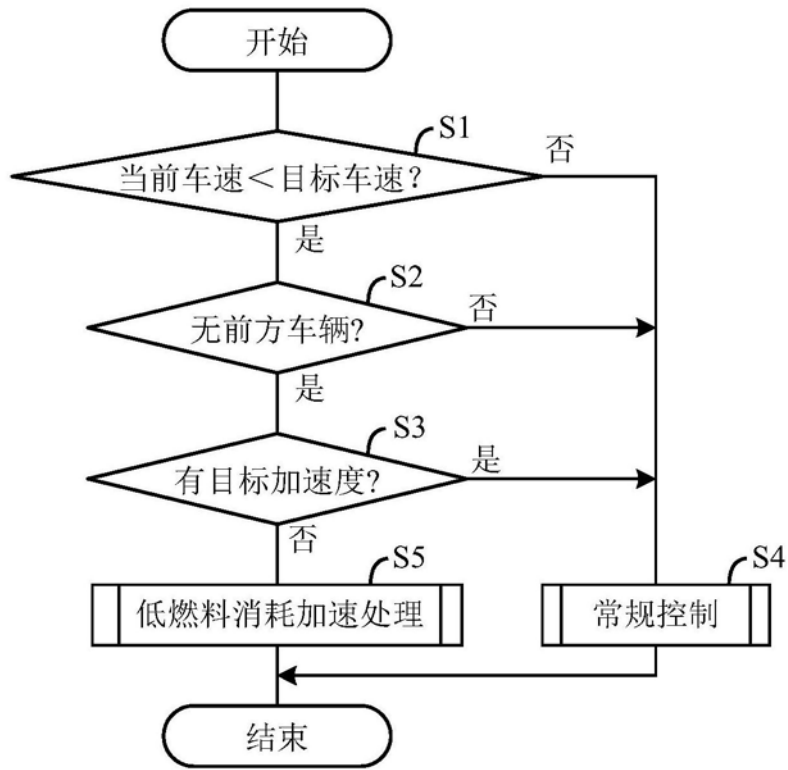 开始
S1
当前车速＜目标车速？
否
是
S2
无前方车辆?
否
是
S3
有目标加速度?
是
否
S5
低燃料消耗加速处理
S4
常规控制
结束